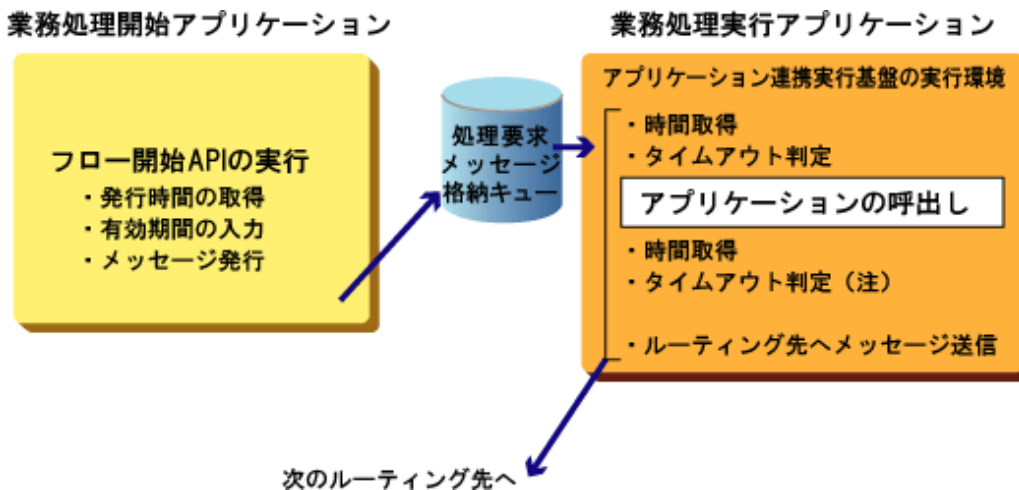 業務処理開始アプリケーション
フロー開始APIの実行
・発行時間の取得
・有効期間の入力
・メッセージ発行
処理要求
メッセージ
格納キュー
業務処理実行アプリケーション
アプリケーション連携実行基盤の実行環境
・時間取得
・タイムアウト判定
アプリケーションの呼出し
・時間取得
・タイムアウト判定（注）
・ルーティング先へメッセージ送信
次のルーティング先へ